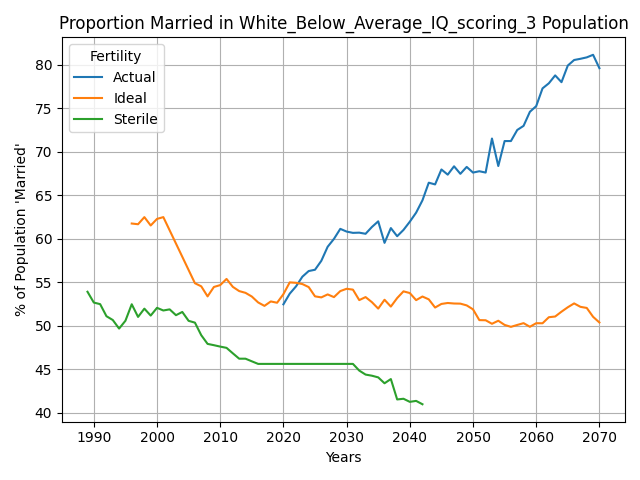 Proportion Married in White_Below_Average_IQ_scoring_3 Population
Fertility
Actual
Ideal
Sterile
% of Population 'Married'
80
75
70
65
60
55
50
45
40
1990
2000
2010
2020
2030
2040
2050
2060
2070
Years